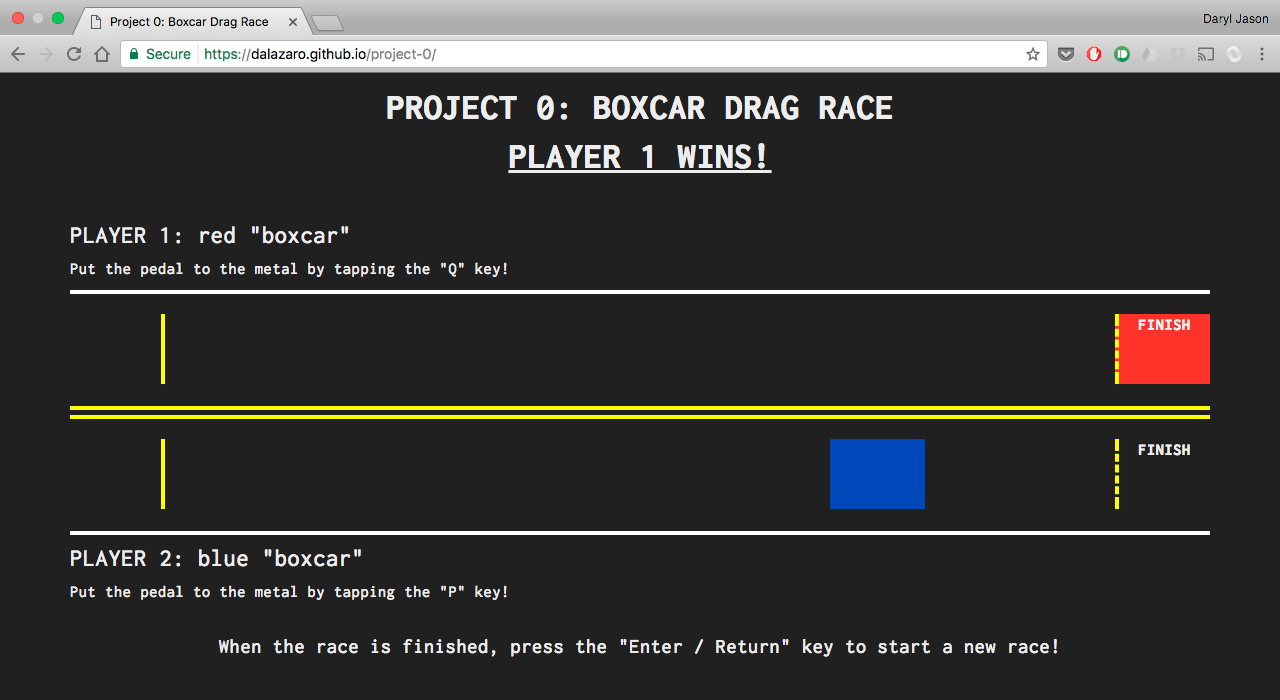 Project 0: Boxcar Drag Race
Daryl Jason
Secure https://dalazaro.github.io/project-0/
PROJECT 0: BOXCAR DRAG RACE
PLAYER 1 WINS!
PLAYER 1: red "boxcar"
Put the pedal to the metal by tapping the "Q" key!
FINISH
FINISH
PLAYER 2: blue "boxcar"
Put the pedal to the metal by tapping the "P" key!
When the race is finished, press the "Enter / Return" key to start a new race!